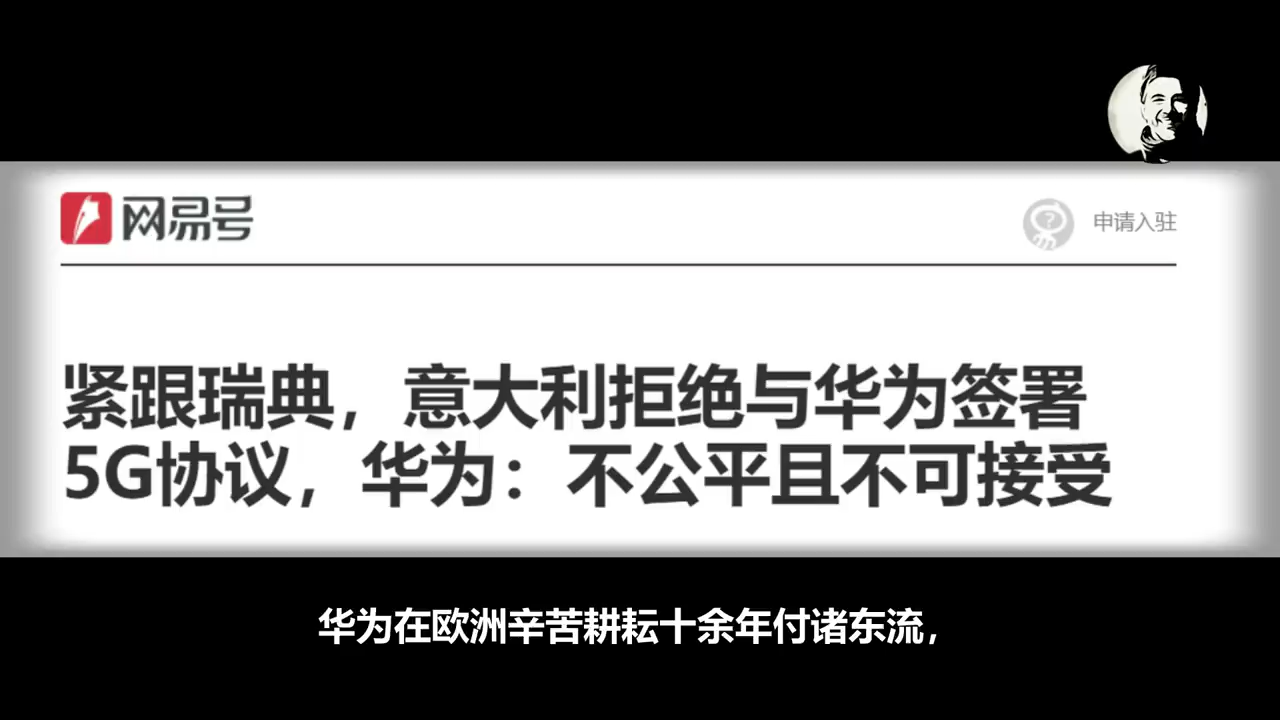 网易号
申请入驻
紧跟瑞典，意大利拒绝与华为签署
5G协议，华为：不公平且不可接受
华为在欧洲辛苦耕耘十余年付诸东流，